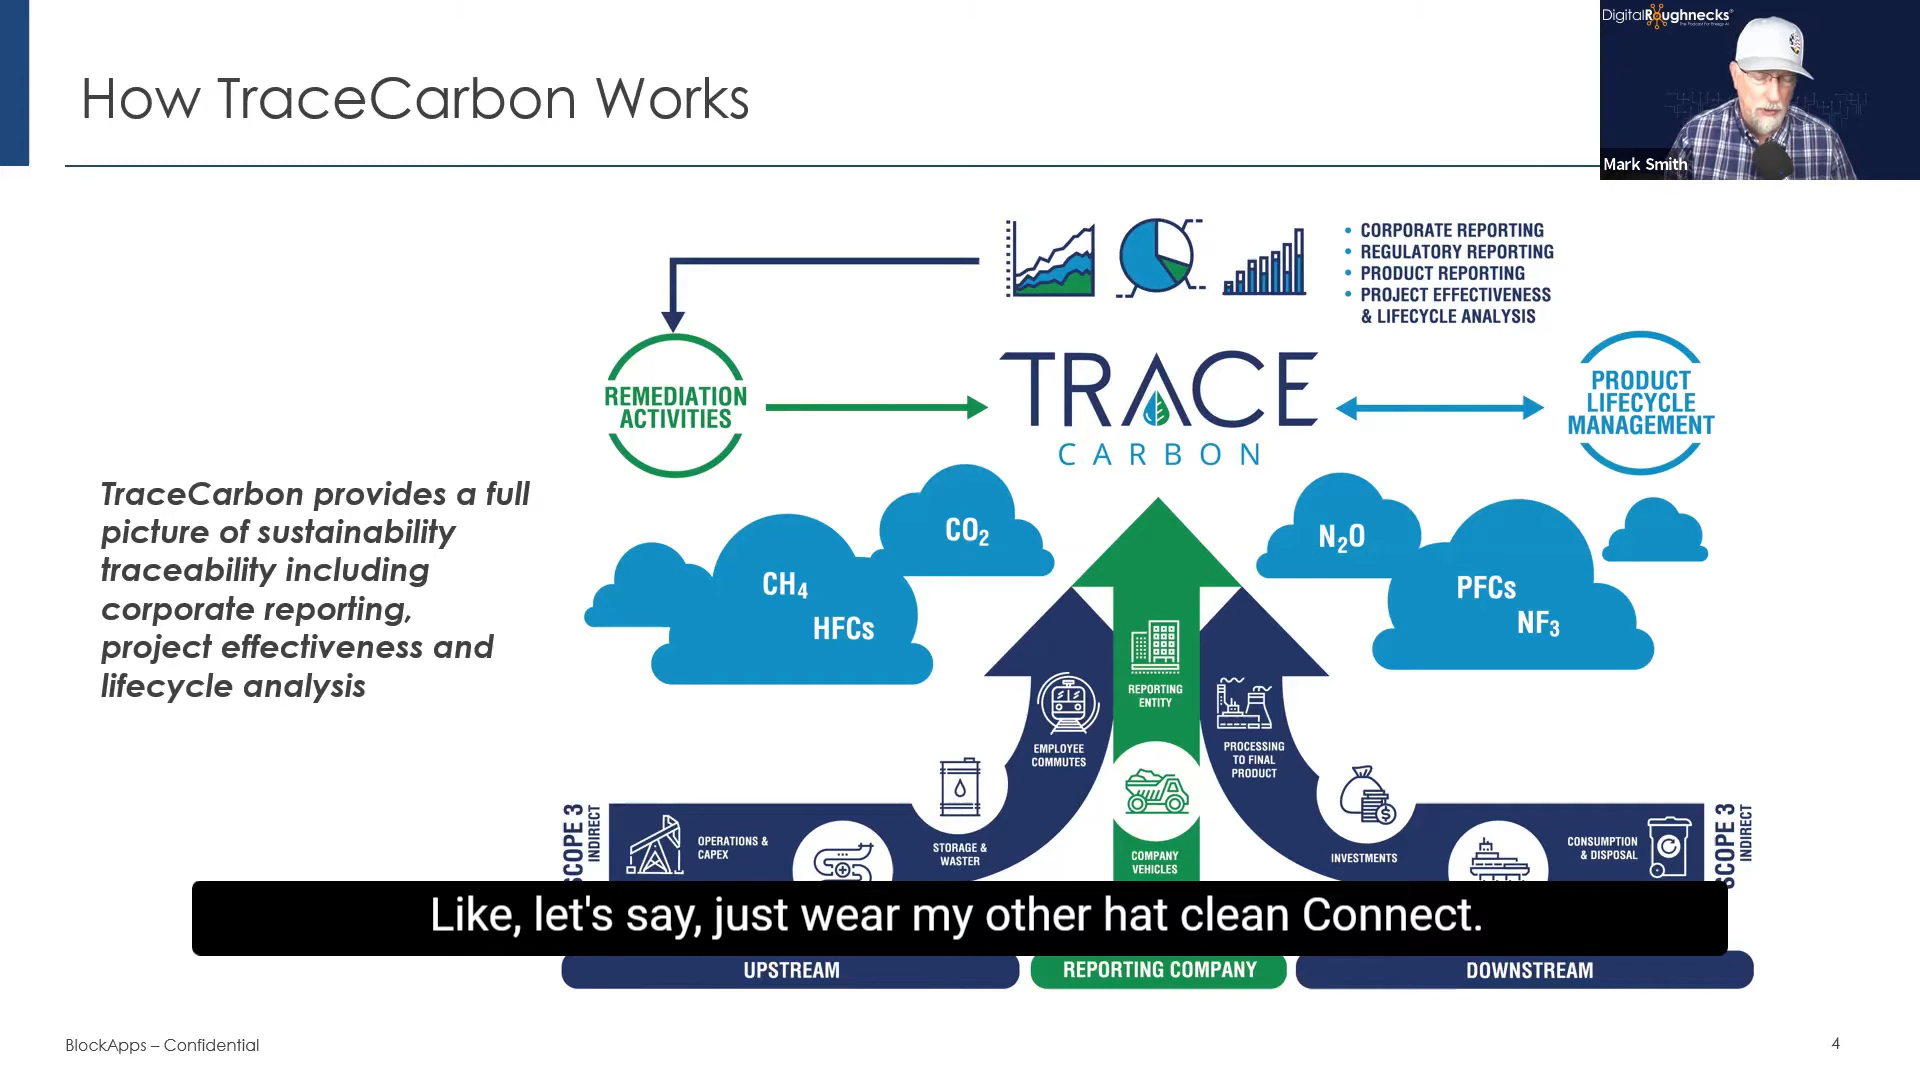 How TraceCarbon Works
DigitalRoughnecks
Mark Smith
• CORPORATE REPORTING
• REGULATORY REPORTING
• PRODUCT REPORTING
• PROJECT EFFECTIVENESS
& LIFECYCLE ANALYSIS
REMEDIATION
ACTIVITIES
TRACE
CARBON
PRODUCT
LIFECYCLE
MANAGEMENT
TraceCarbon provides a full
picture of sustainability
traceability including
corporate reporting,
project effectiveness and
lifecycle analysis
CO2
CH4
HFCs
N2O
PFCs
NF3
REPORTING
ENTITY
EMPLOYEE
COMMUTES
PROCESSING
TO FINAL
PRODUCT
SCOPE 3
INDIRECT
OPERATIONS &
CAPEX
STORAGE &
WASTER
COMPANY
VEHICLES
INVESTMENTS
CONSUMPTION
& DISPOSAL
SCOPE 3
INDIRECT
Like, let's say, just wear my other hat clean Connect.
UPSTREAM
REPORTING COMPANY
DOWNSTREAM
BlockApps – Confidential
4